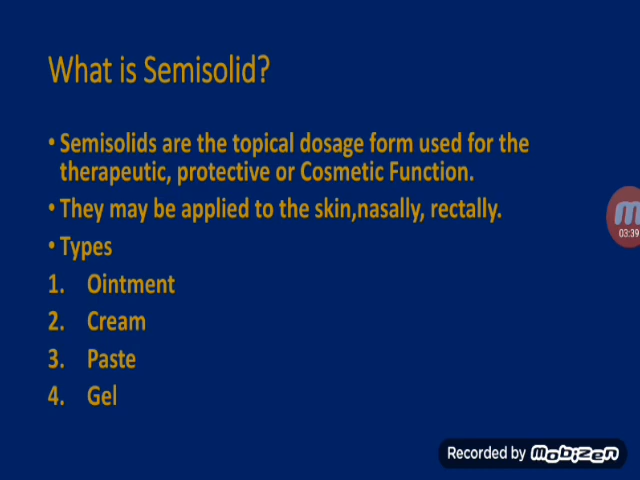 What is Semisolid?
• Semisolids are the topical dosage form used for the
therapeutic, protective or Cosmetic Function.
• They may be applied to the skin,nasally, rectally.
• Types
1. Ointment
2. Cream
3. Paste
4. Gel
03:39
Recorded by Mobizen